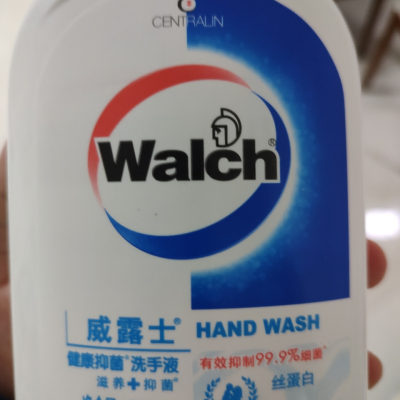 CENTRALIN
Walch®
威露士® HAND WASH
健康抑菌洗手液
有效抑制99.9%细菌
滋养+抑菌
丝蛋白